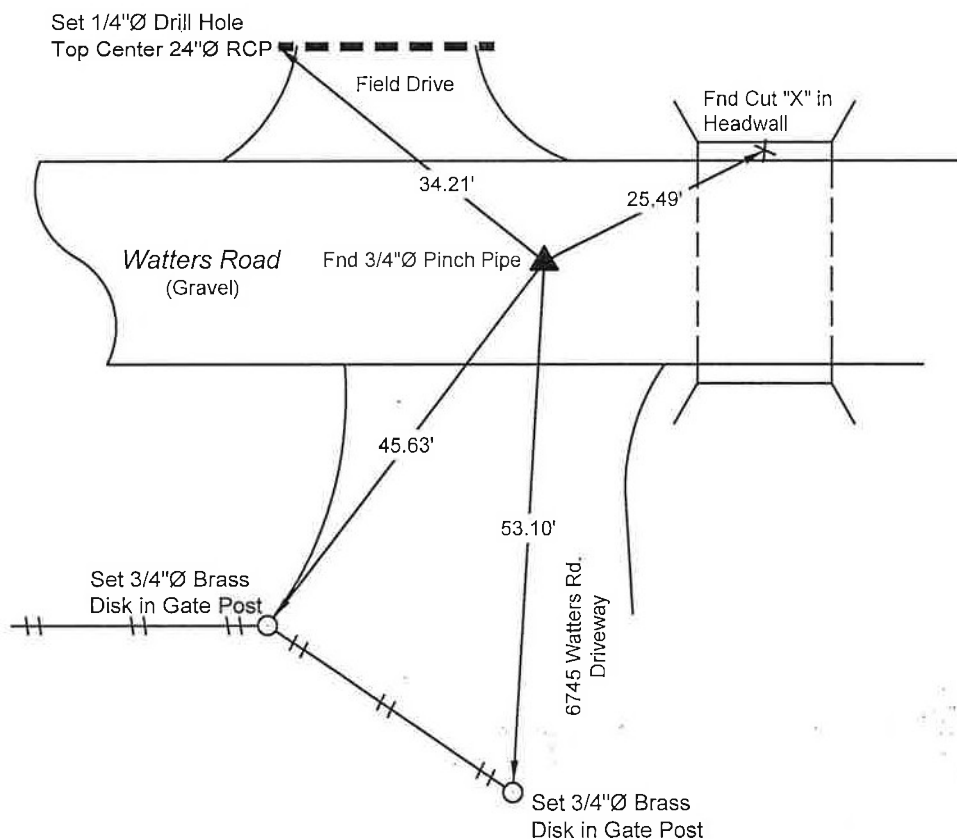 Set 1/4"Ø Drill Hole
Top Center 24"Ø RCP
Field Drive
Fnd Cut "X" in
Headwall
34.21'
25.49'
Watters Road
(Gravel)
Fnd 3/4"Ø Pinch Pipe
45.63'
53.10'
6745 Watters Rd.
Driveway
Set 3/4"Ø Brass
Disk in Gate Post
Set 3/4"Ø Brass
Disk in Gate Post